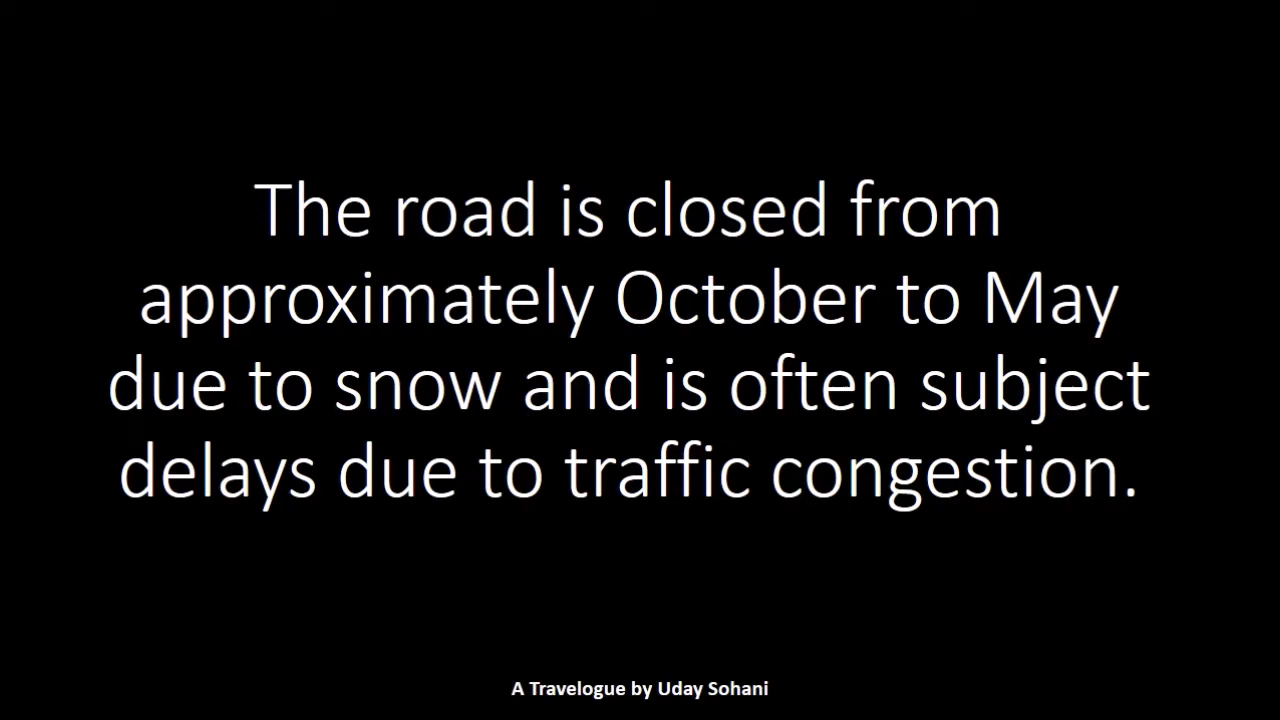 The road is closed from
approximately October to May
due to snow and is often subject
delays due to traffic congestion.
A Travelogue by Uday Sohani